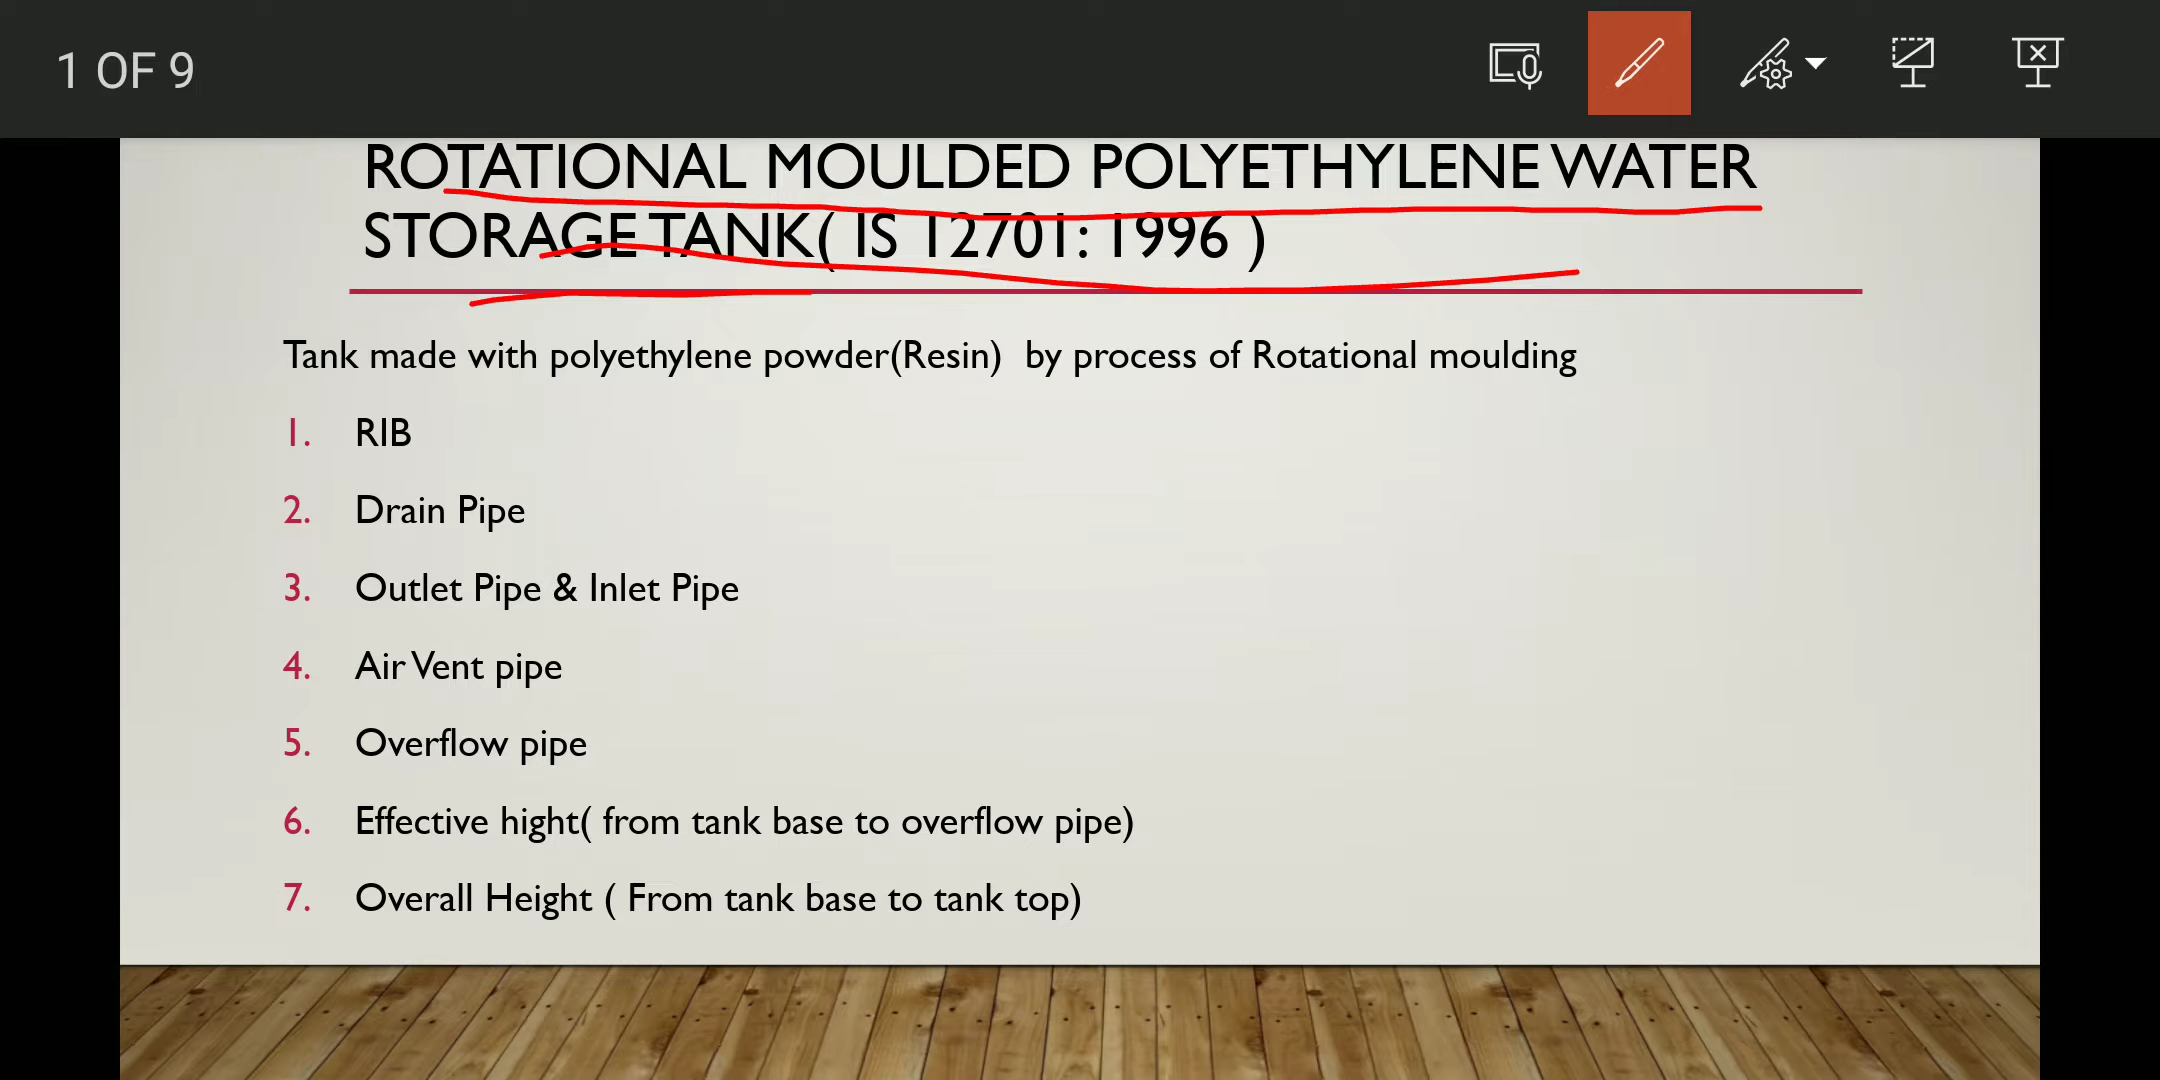 1 OF 9
ROTATIONAL MOULDED POLYETHYLENE WATER
STORAGE TANK( IS 12701: 1996 )
Tank made with polyethylene powder(Resin)  by process of Rotational moulding
1. RIB
2. Drain Pipe
3. Outlet Pipe & Inlet Pipe
4. Air Vent pipe
5. Overflow pipe
6. Effective hight( from tank base to overflow pipe)
7. Overall Height ( From tank base to tank top)